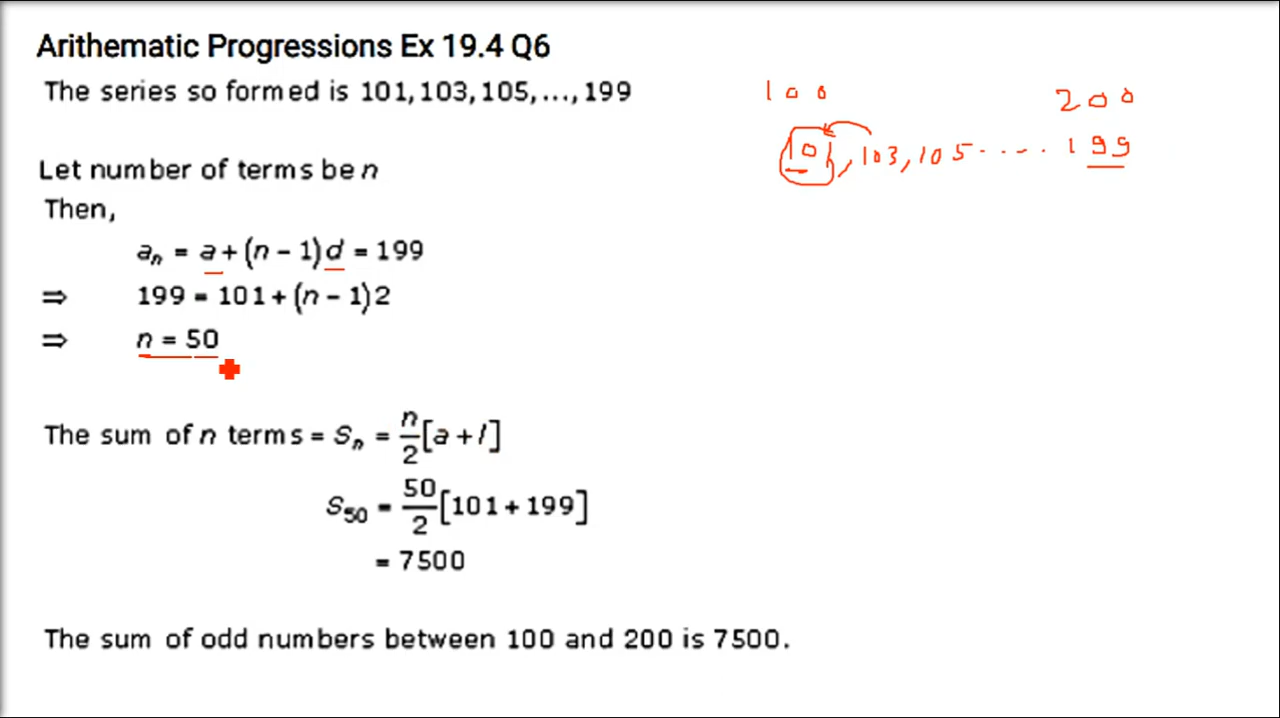 Arithematic Progressions Ex 19.4 Q6
The series so formed is 101, 103, 105, ..., 199
100 200
101, 103, 105 ..... 199
Let number of terms be n
Then,
aₙ = a + (n − 1)d = 199
⇒ 199 = 101 + (n − 1)2
⇒ n = 50
The sum of n terms = Sₙ = n/2 [a + l]
S₅₀ = 50/2 [101 + 199]
= 7500
The sum of odd numbers between 100 and 200 is 7500.